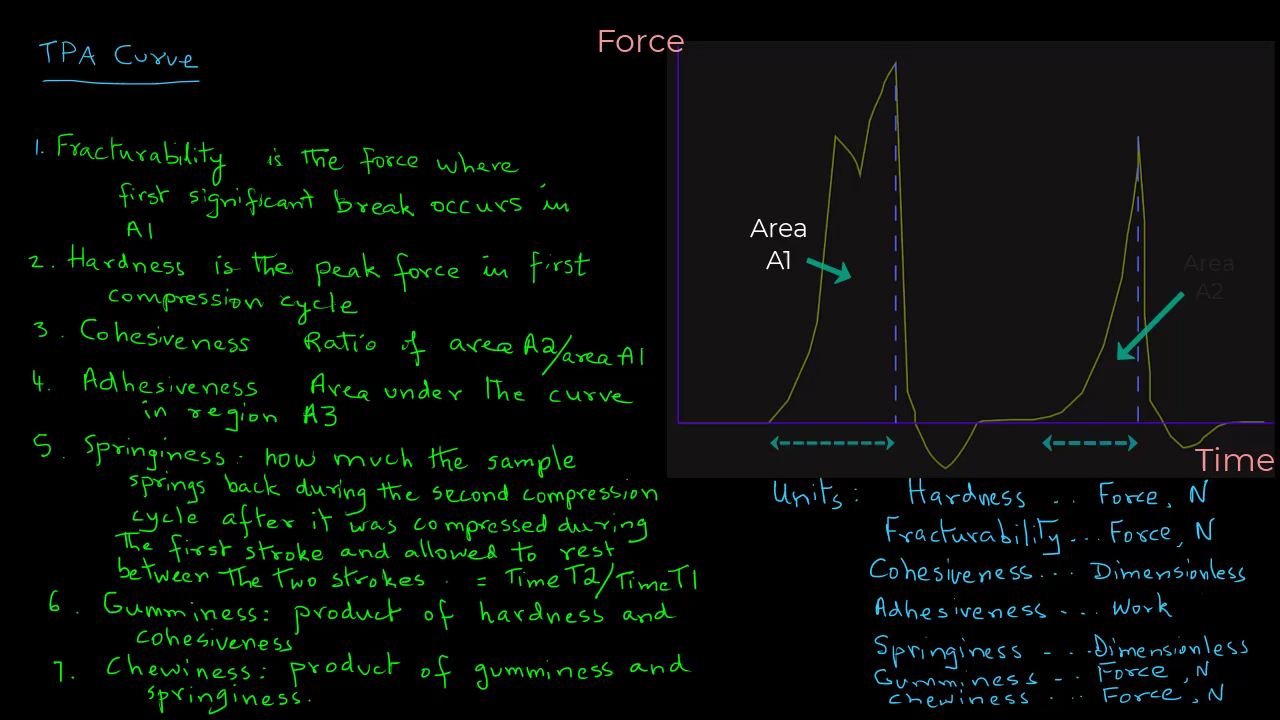 TPA Curve
1. Fracturability is the force where
first significant break occurs in
A1
2. Hardness is the peak force in first
compression cycle
3. Cohesiveness Ratio of area A2/area A1
4. Adhesiveness Area under the curve
in region A3
5. Springiness. how much the sample
springs back during the second compression
cycle after it was compressed during
the first stroke and allowed to rest
between the two strokes. = Time T2/Time T1
6. Gumminess: product of hardness and
cohesiveness
7. Chewiness: product of gumminess and
springiness.
Force
Area
A1
Area
A2
Time
Units: Hardness .. Force, N
Fracturability... Force, N
Cohesiveness... Dimensionless
Adhesiveness ... Work
Springiness ... Dimensionless
Gumminess ... Force, N
Chewiness ... Force, N